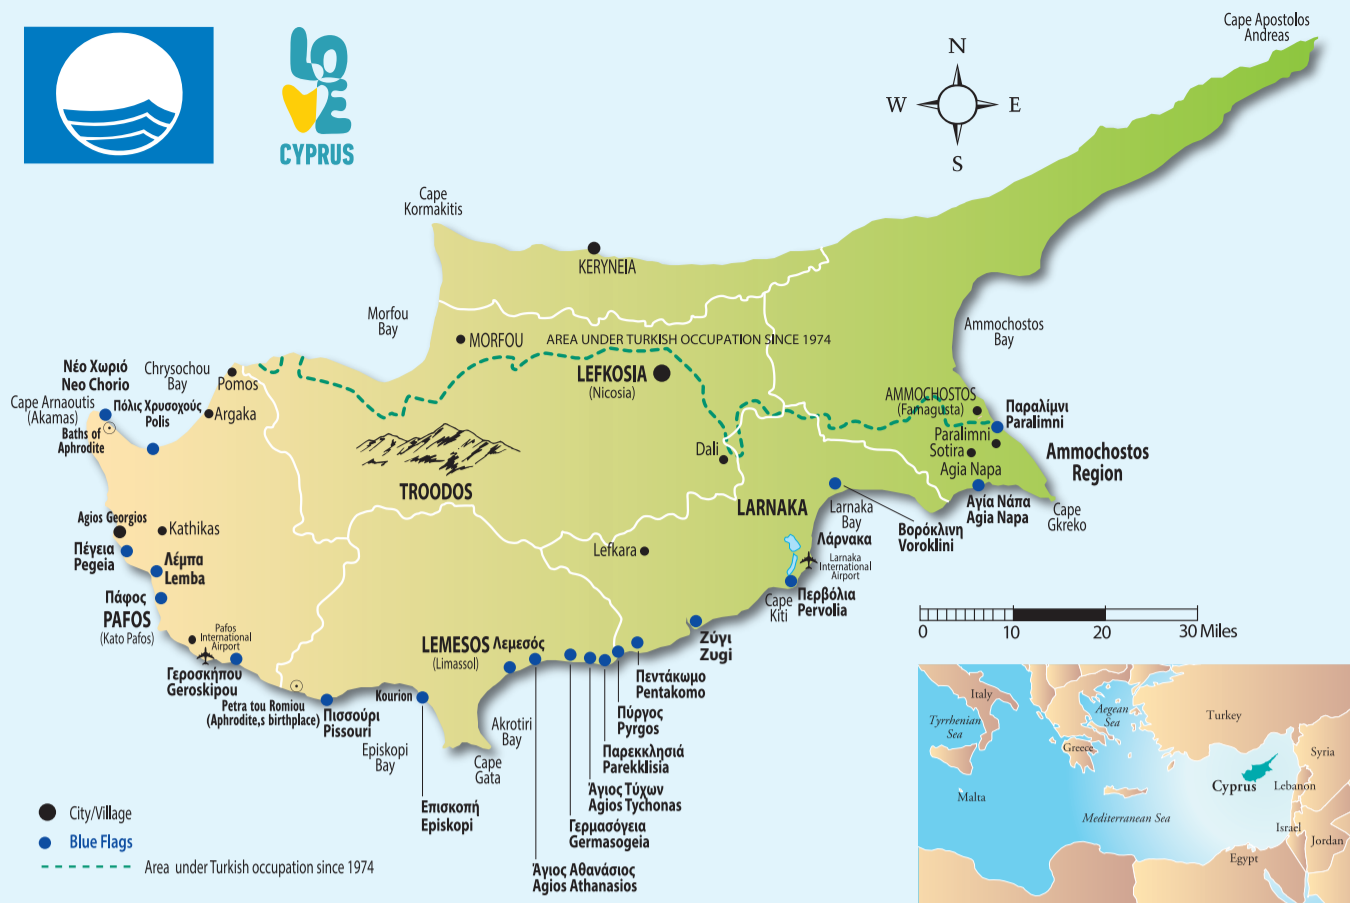 LOVE
CYPRUS
N
W
E
S
Cape Apostolos
Andreas
Cape
Kormakitis
KERYNEIA
Morfou
Bay
MORFOU
AREA UNDER TURKISH OCCUPATION SINCE 1974
Ammochostos
Bay
LEFKOSIA
(Nicosia)
Νέο Χωριό
Neo Chorio
Chrysochou
Bay
Pomos
Cape Arnaoutis
(Akamas)
Πόλις Χρυσοχούς
Polis
Argaka
Baths of
Aphrodite
AMMOCHOSTOS
(Famagusta)
Παραλίμνι
Paralimni
Paralimni
Sotira
Agia Napa
Ammochostos
Region
Dali
TROODOS
LARNAKA
Larnaka
Bay
Αγία Νάπα
Agia Napa
Cape
Gkreko
Βορόκλινη
Voroklini
Agios Georgios
Kathikas
Πέγεια
Pegeia
Λέμπα
Lemba
Lefkara
Λάρνακα
Larnaka
International
Airport
Πάφος
PAFOS
(Kato Pafos)
Cape
Kiti
Περβόλια
Pervolia
Pafos
International
Airport
Γεροσκήπου
Geroskipou
LEMESOS
(Limassol)
Λεμεσός
Ζύγι
Zugi
0
10
20
30 Miles
Πεντάκωμο
Pentakomo
Petra tou Romiou
(Aphrodite,s birthplace)
Πισσούρι
Pissouri
Kourion
Episkopi
Bay
Akrotiri
Bay
Cape
Gata
Πύργος
Pyrgos
Παρεκκλησιά
Parekklisia
Άγιος Τύχων
Agios Tychonas
Επισκοπή
Episkopi
Γερμασόγεια
Germasogeia
Άγιος Αθανάσιος
Agios Athanasios
City/Village
Blue Flags
Area under Turkish occupation since 1974
Italy
Tyrrhenian
Sea
Aegean
Sea
Greece
Turkey
Syria
Malta
Cyprus
Lebanon
Mediterranean Sea
Israel
Jordan
Egypt